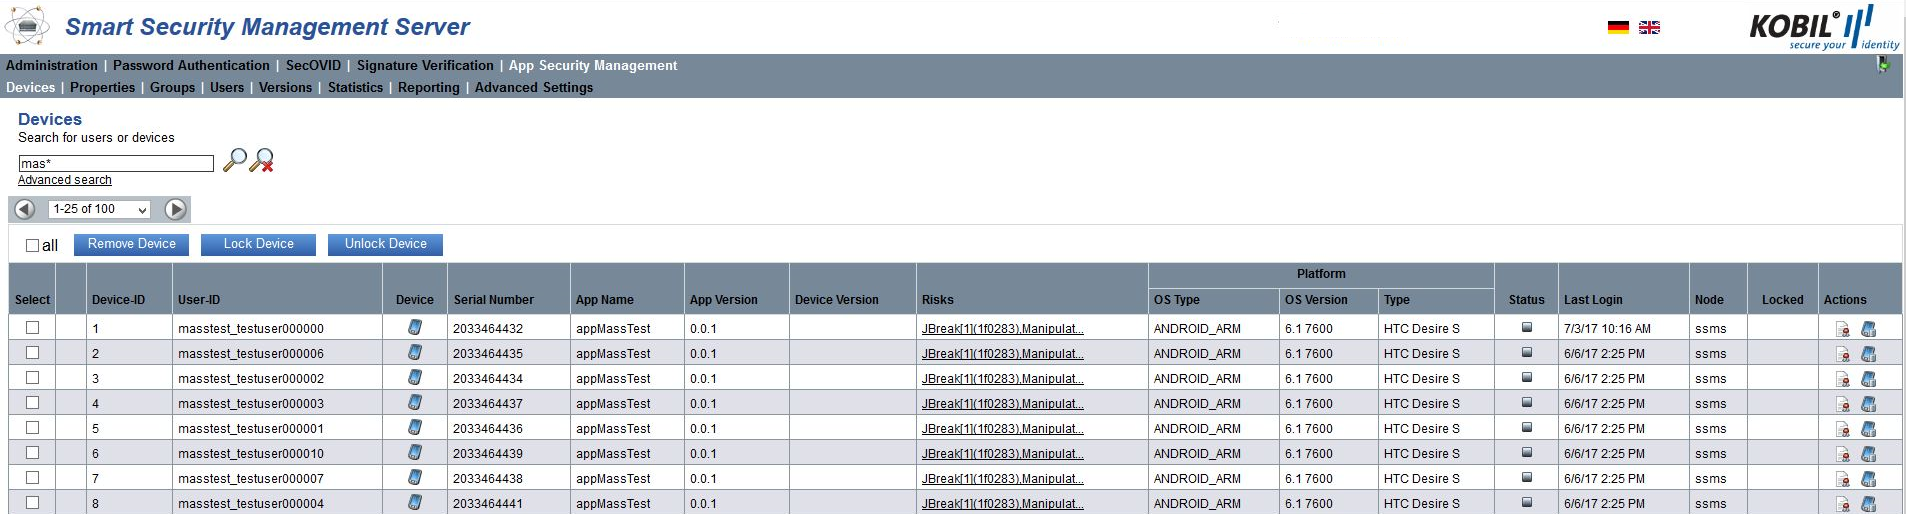 Smart Security Management Server
KOBIL®
secure your identity
Administration | Password Authentication | SecOVID | Signature Verification | App Security Management
Devices | Properties | Groups | Users | Versions | Statistics | Reporting | Advanced Settings
Devices
Search for users or devices
mas*
Advanced search
1-25 of 100
all Remove Device Lock Device Unlock Device
Platform
Select Device-ID User-ID Device Serial Number App Name App Version Device Version Risks OS Type OS Version Type Status Last Login Node Locked Actions
1 masstest_testuser000000 2033464432 appMassTest 0.0.1 JBreak[1](1f0283),Manipulat... ANDROID_ARM 6.1 7600 HTC Desire S 7/3/17 10:16 AM ssms
2 masstest_testuser000006 2033464435 appMassTest 0.0.1 JBreak[1](1f0283),Manipulat... ANDROID_ARM 6.1 7600 HTC Desire S 6/6/17 2:25 PM ssms
3 masstest_testuser000002 2033464434 appMassTest 0.0.1 JBreak[1](1f0283),Manipulat... ANDROID_ARM 6.1 7600 HTC Desire S 6/6/17 2:25 PM ssms
4 masstest_testuser000003 2033464437 appMassTest 0.0.1 JBreak[1](1f0283),Manipulat... ANDROID_ARM 6.1 7600 HTC Desire S 6/6/17 2:25 PM ssms
5 masstest_testuser000001 2033464436 appMassTest 0.0.1 JBreak[1](1f0283),Manipulat... ANDROID_ARM 6.1 7600 HTC Desire S 6/6/17 2:25 PM ssms
6 masstest_testuser000010 2033464439 appMassTest 0.0.1 JBreak[1](1f0283),Manipulat... ANDROID_ARM 6.1 7600 HTC Desire S 6/6/17 2:25 PM ssms
7 masstest_testuser000007 2033464438 appMassTest 0.0.1 JBreak[1](1f0283),Manipulat... ANDROID_ARM 6.1 7600 HTC Desire S 6/6/17 2:25 PM ssms
8 masstest_testuser000004 2033464441 appMassTest 0.0.1 JBreak[1](1f0283),Manipulat... ANDROID_ARM 6.1 7600 HTC Desire S 6/6/17 2:25 PM ssms